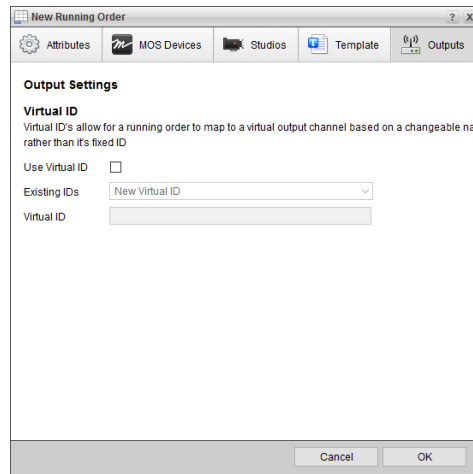 New Running Order
? X
Attributes
MOS Devices
Studios
Template
Outputs
Output Settings
Virtual ID
Virtual ID's allow for a running order to map to a virtual output channel based on a changeable na
rather than it's fixed ID
Use Virtual ID
Existing IDs
New Virtual ID
Virtual ID
Cancel
OK